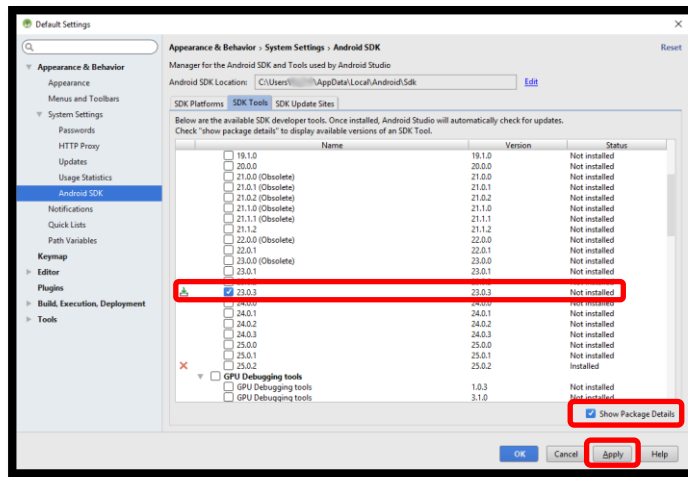 Default Settings
Appearance & Behavior › System Settings › Android SDK
Reset
Manager for the Android SDK and Tools used by Android Studio
Android SDK Location: C:\Users\ \AppData\Local\Android\Sdk Edit
Appearance & Behavior
Appearance
Menus and Toolbars
System Settings
Passwords
HTTP Proxy
Updates
Usage Statistics
Android SDK
Notifications
Quick Lists
Path Variables
Keymap
Editor
Plugins
Build, Execution, Deployment
Tools
SDK Platforms SDK Tools SDK Update Sites
Below are the available SDK developer tools. Once installed, Android Studio will automatically check for updates.
Check "show package details" to display available versions of an SDK Tool.
Name Version Status
19.1.0 19.1.0 Not installed
20.0.0 20.0.0 Not installed
21.0.0 (Obsolete) 21.0.0 Not installed
21.0.1 (Obsolete) 21.0.1 Not installed
21.0.2 (Obsolete) 21.0.2 Not installed
21.1.0 (Obsolete) 21.1.0 Not installed
21.1.1 (Obsolete) 21.1.1 Not installed
21.1.2 21.1.2 Not installed
22.0.0 (Obsolete) 22.0.0 Not installed
22.0.1 22.0.1 Not installed
23.0.0 (Obsolete) 23.0.0 Not installed
23.0.1 23.0.1 Not installed
23.0.3 23.0.3 Not installed
24.0.0 24.0.0 Not installed
24.0.1 24.0.1 Not installed
24.0.2 24.0.2 Not installed
24.0.3 24.0.3 Not installed
25.0.0 25.0.0 Not installed
25.0.1 25.0.1 Not installed
25.0.2 25.0.2 Installed
GPU Debugging tools
GPU Debugging tools 1.0.3 Not installed
GPU Debugging tools 3.1.0 Not installed
Show Package Details
OK Cancel Apply Help